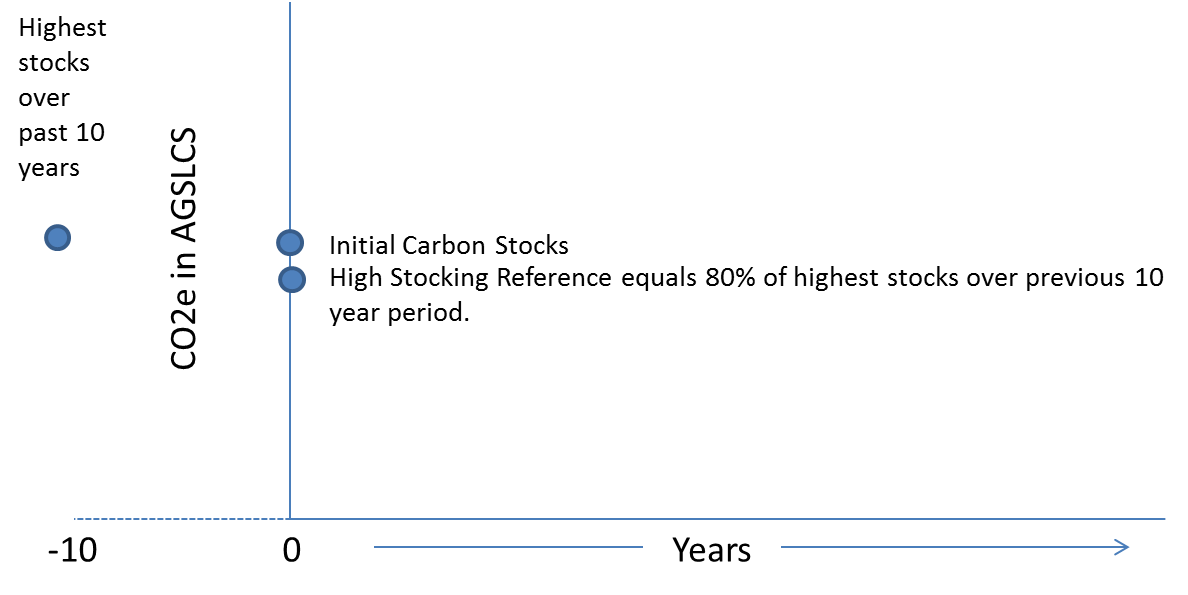 Highest
stocks
over
past 10
years
CO2e in AGSLCS
Initial Carbon Stocks
High Stocking Reference equals 80% of highest stocks over previous 10
year period.
-10
0
Years